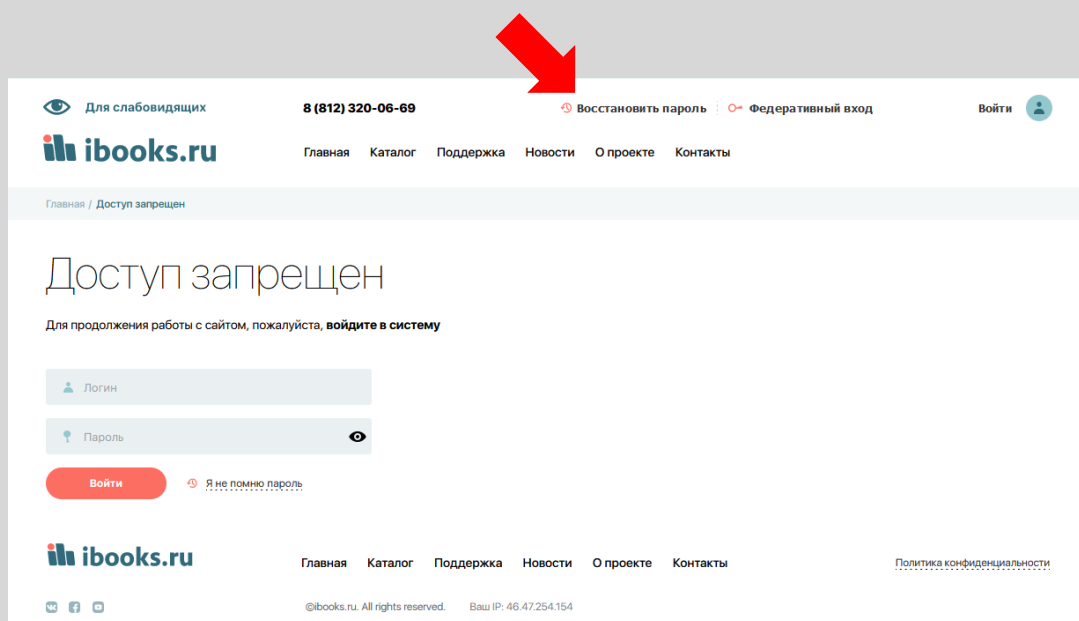 Для слабовидящих 8 (812) 320-06-69 Восстановить пароль Федеративный вход Войти
ibooks.ru Главная Каталог Поддержка Новости О проекте Контакты
Главная / Доступ запрещен
Доступ запрещен
Для продолжения работы с сайтом, пожалуйста, войдите в систему
Логин
Пароль
Войти Я не помню пароль
ibooks.ru Главная Каталог Поддержка Новости О проекте Контакты Политика конфиденциальности
©ibooks.ru. All rights reserved. Ваш IP: 46.47.254.154